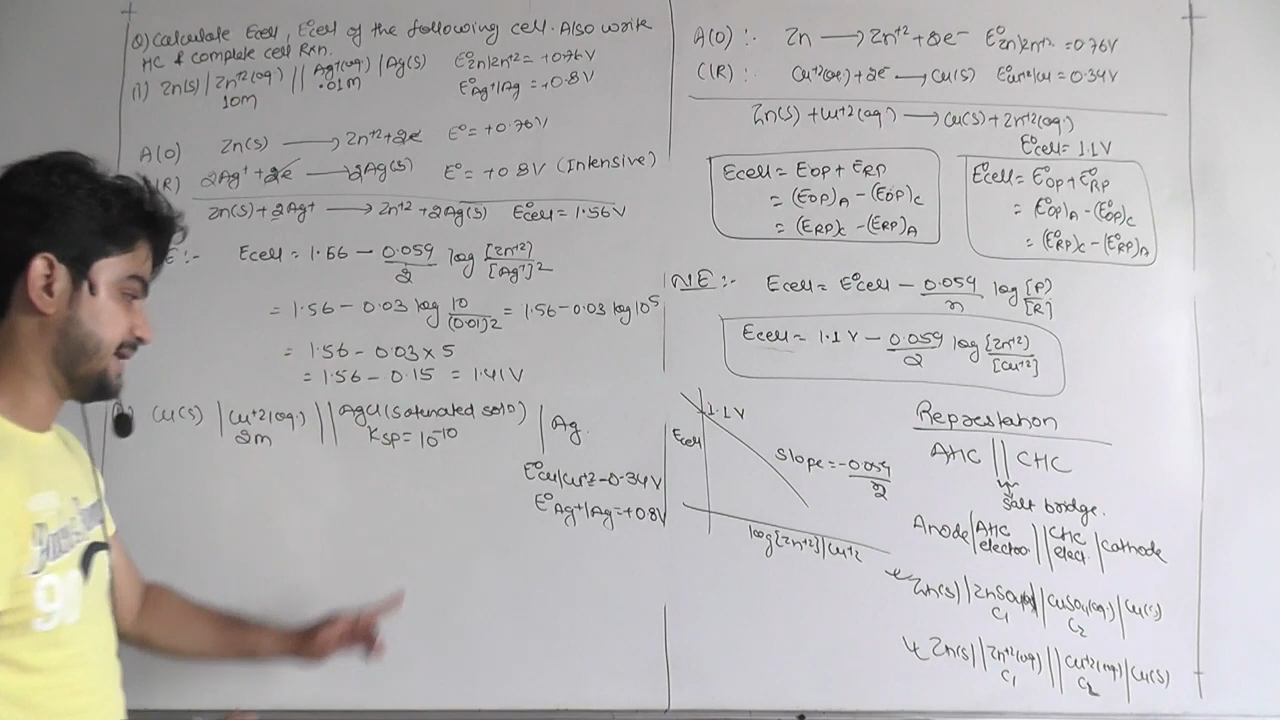 Q) Calculate Ecell, E°cell of the following cell. Also write
HC & complete cell Rxn.
(1) Zn(s) | Zn+2(aq) || Ag+(aq) | Ag(s) E°Zn|Zn+2 = +0.76V
10M .01M E°Ag+|Ag = +0.8V
A(O) Zn(s) ⟶ Zn+2 + 2e E° = +0.76V
(R) 2Ag+ + 2e ⟶ 2Ag(s) E° = +0.8V (Intensive)
Zn(s) + 2Ag+ ⟶ Zn+2 + 2Ag(s) E°cell = 1.56V
E :- Ecell = 1.56 - 0.059/2 log [Zn+2]/[Ag+]2
= 1.56 - 0.03 log 10/(0.01)2 = 1.56 - 0.03 log 10^5
= 1.56 - 0.03 x 5
= 1.56 - 0.15 = 1.41V
Cu(s) | Cu+2(aq.) || AgCl (saturated soln) | Ag.
2M KSP = 10^-10
E°Cu|Cu+2 = -0.34V
E°Ag+|Ag = +0.8V
A(O) :- Zn ⟶ Zn+2 + 2e- E°Zn|Zn+2 = 0.76V
C(R) :- Cu+2(aq.) + 2e- ⟶ Cu(s) E°Cu+2|Cu = 0.34V
Zn(s) + Cu+2(aq) ⟶ Cu(s) + Zn+2(aq.)
E°cell = 1.1V
Ecell = EOP + ERP
= (EOP)A - (EOP)C
= (ERP)C - (ERP)A
E°cell = E°OP + E°RP
= (E°OP)A - (E°OP)C
= (E°RP)C - (E°RP)A
NE :- Ecell = E°cell - 0.059/n log [P]/[R]
Ecell = 1.1V - 0.059/2 log [Zn+2]/[Cu+2]
1.1V
Ecell
Slope = -0.059/2
log[Zn+2]/Cu+2
Repaestation
AHC || CHC
salt bridge.
Anode | AHC electro. || CHC elect. | Cathode
Zn(s) | ZnSO4(aq) || CuSO4(aq.) | Cu(s)
C1 C2
Zn(s) | Zn+2(aq) || Cu+2(aq) | Cu(s)
C1 C2
90